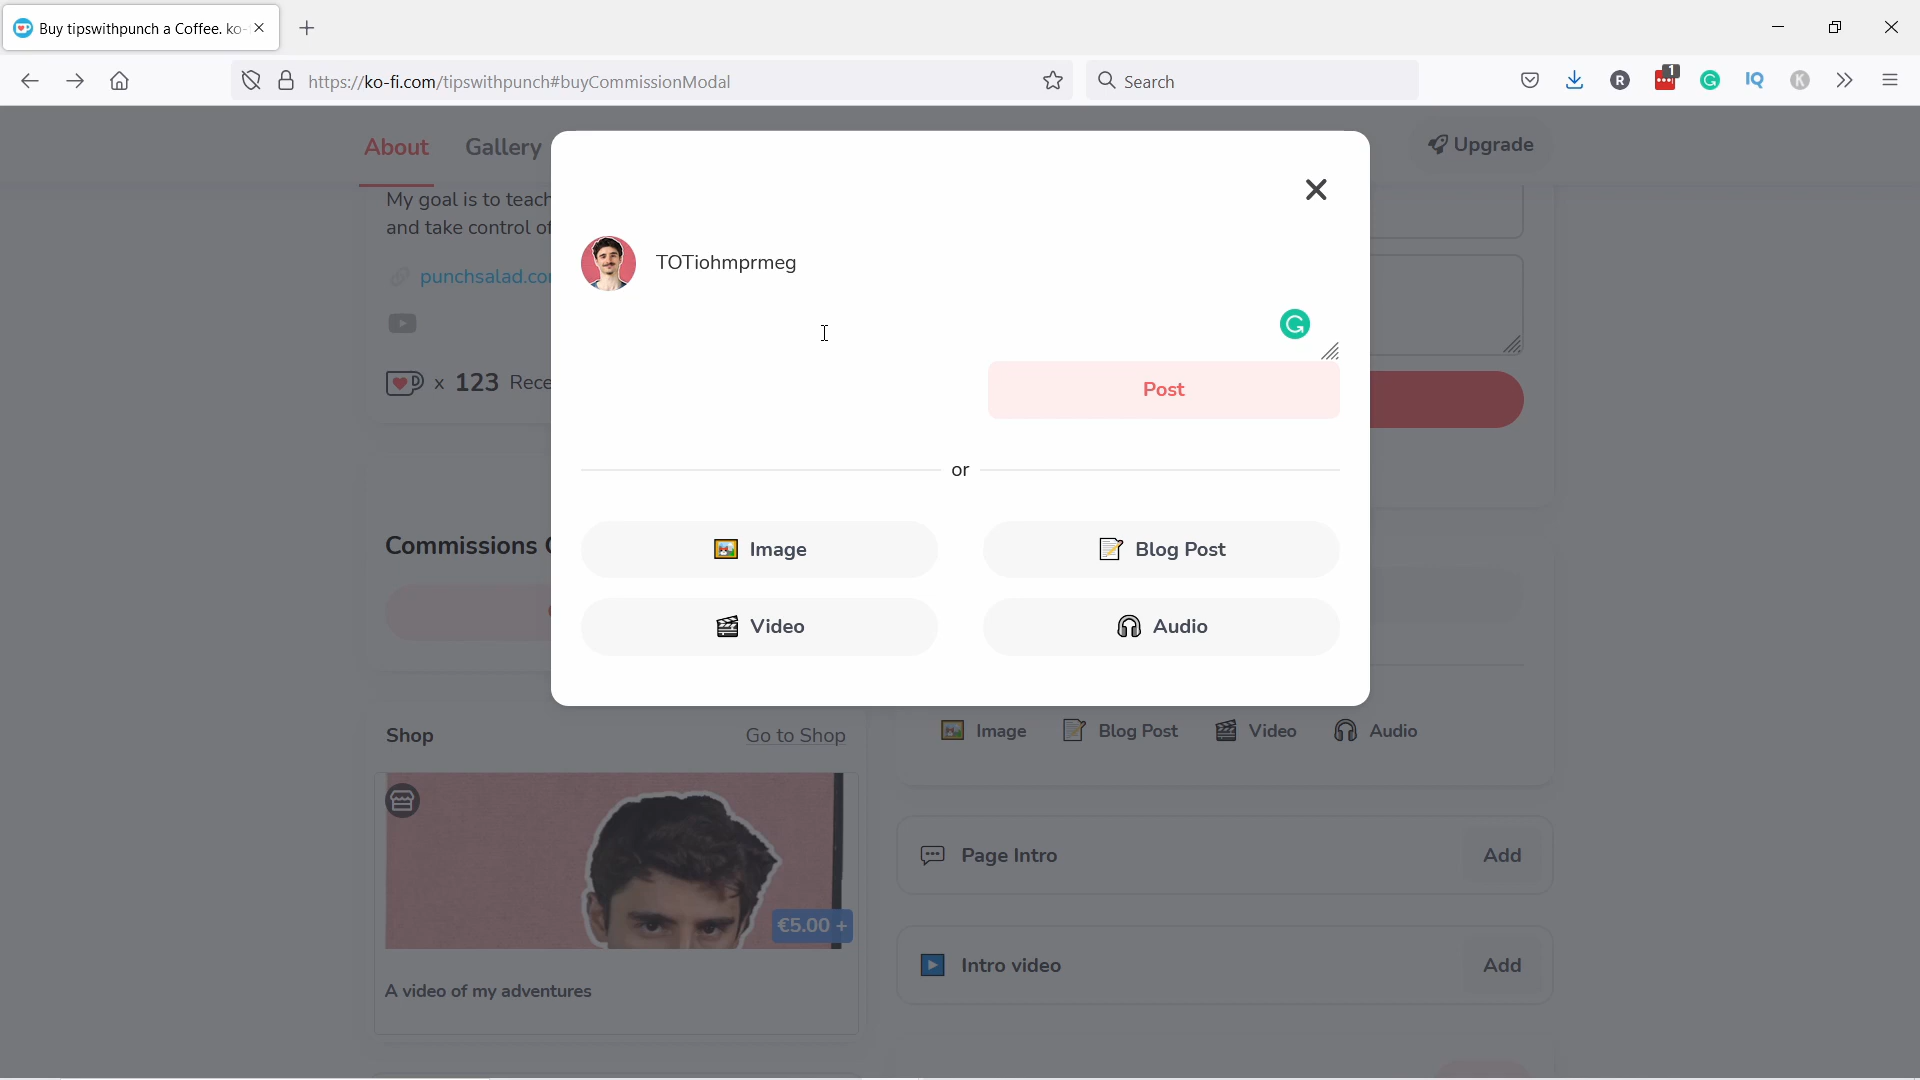 Buy tipswithpunch a Coffee. ko-
https://ko-fi.com/tipswithpunch#buyCommissionModal
Search
1
R
IQ
K
About
Gallery
Upgrade
My goal is to teach
and take control of
punchsalad.co
x 123 Rece
TOTiohmprmeg
Post
or
Image
Blog Post
Video
Audio
Commissions
Shop
Go to Shop
Image
Blog Post
Video
Audio
€5.00 +
A video of my adventures
Page Intro
Add
Intro video
Add